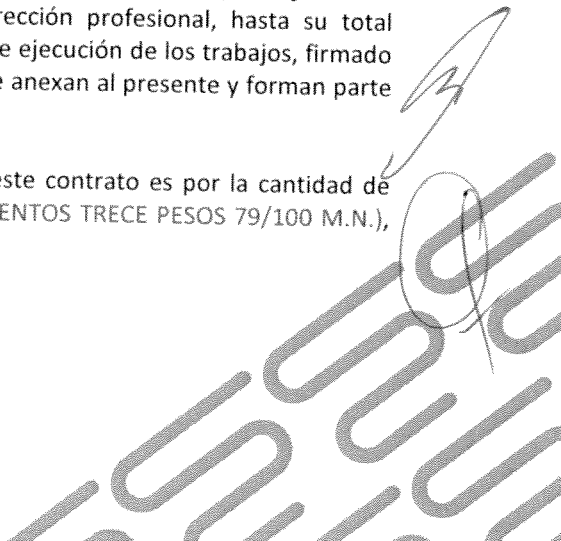 rección profesional, hasta su total
e ejecución de los trabajos, firmado
e anexan al presente y forman parte
este contrato es por la cantidad de
ENTOS TRECE PESOS 79/100 M.N.),